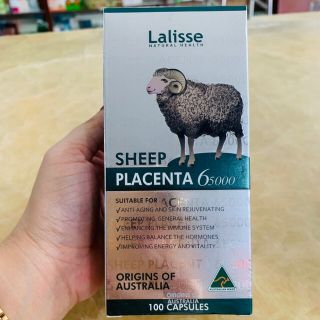 Lalisse
NATURAL HEALTH
SHEEP
PLACENTA 65000
SUITABLE FOR
✓ANTI-AGING AND SKIN REJUVENATING
✓PROMOTING GENERAL HEALTH
✓ENHANCING THE IMMUNE SYSTEM
✓HELPING BALANCE THE HORMONES
✓IMPROVING ENERGY AND VITALITY
ORIGINS OF
AUSTRALIA
AUSTRALIA
100 CAPSULES